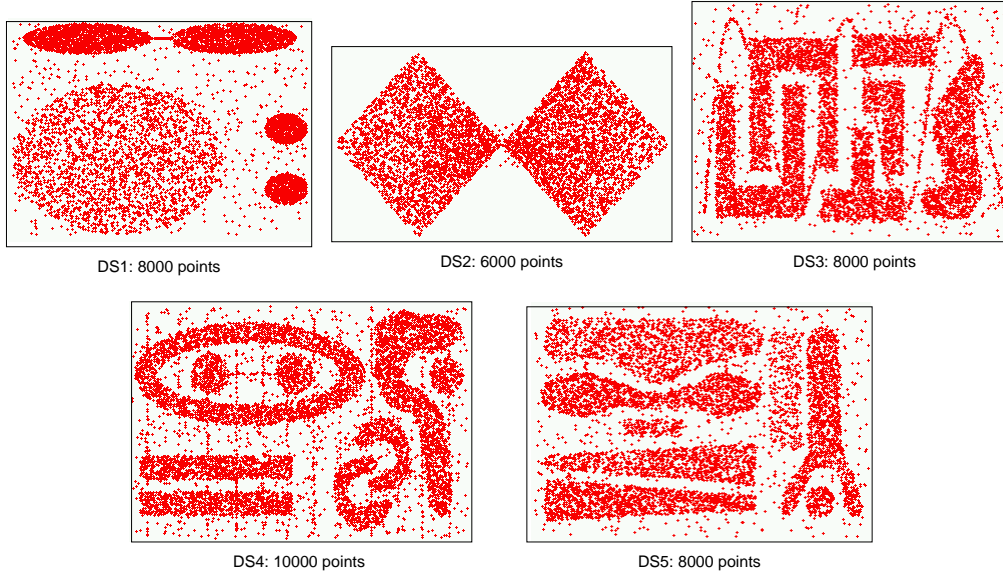 DS1: 8000 points
DS2: 6000 points
DS3: 8000 points
DS4: 10000 points
DS5: 8000 points